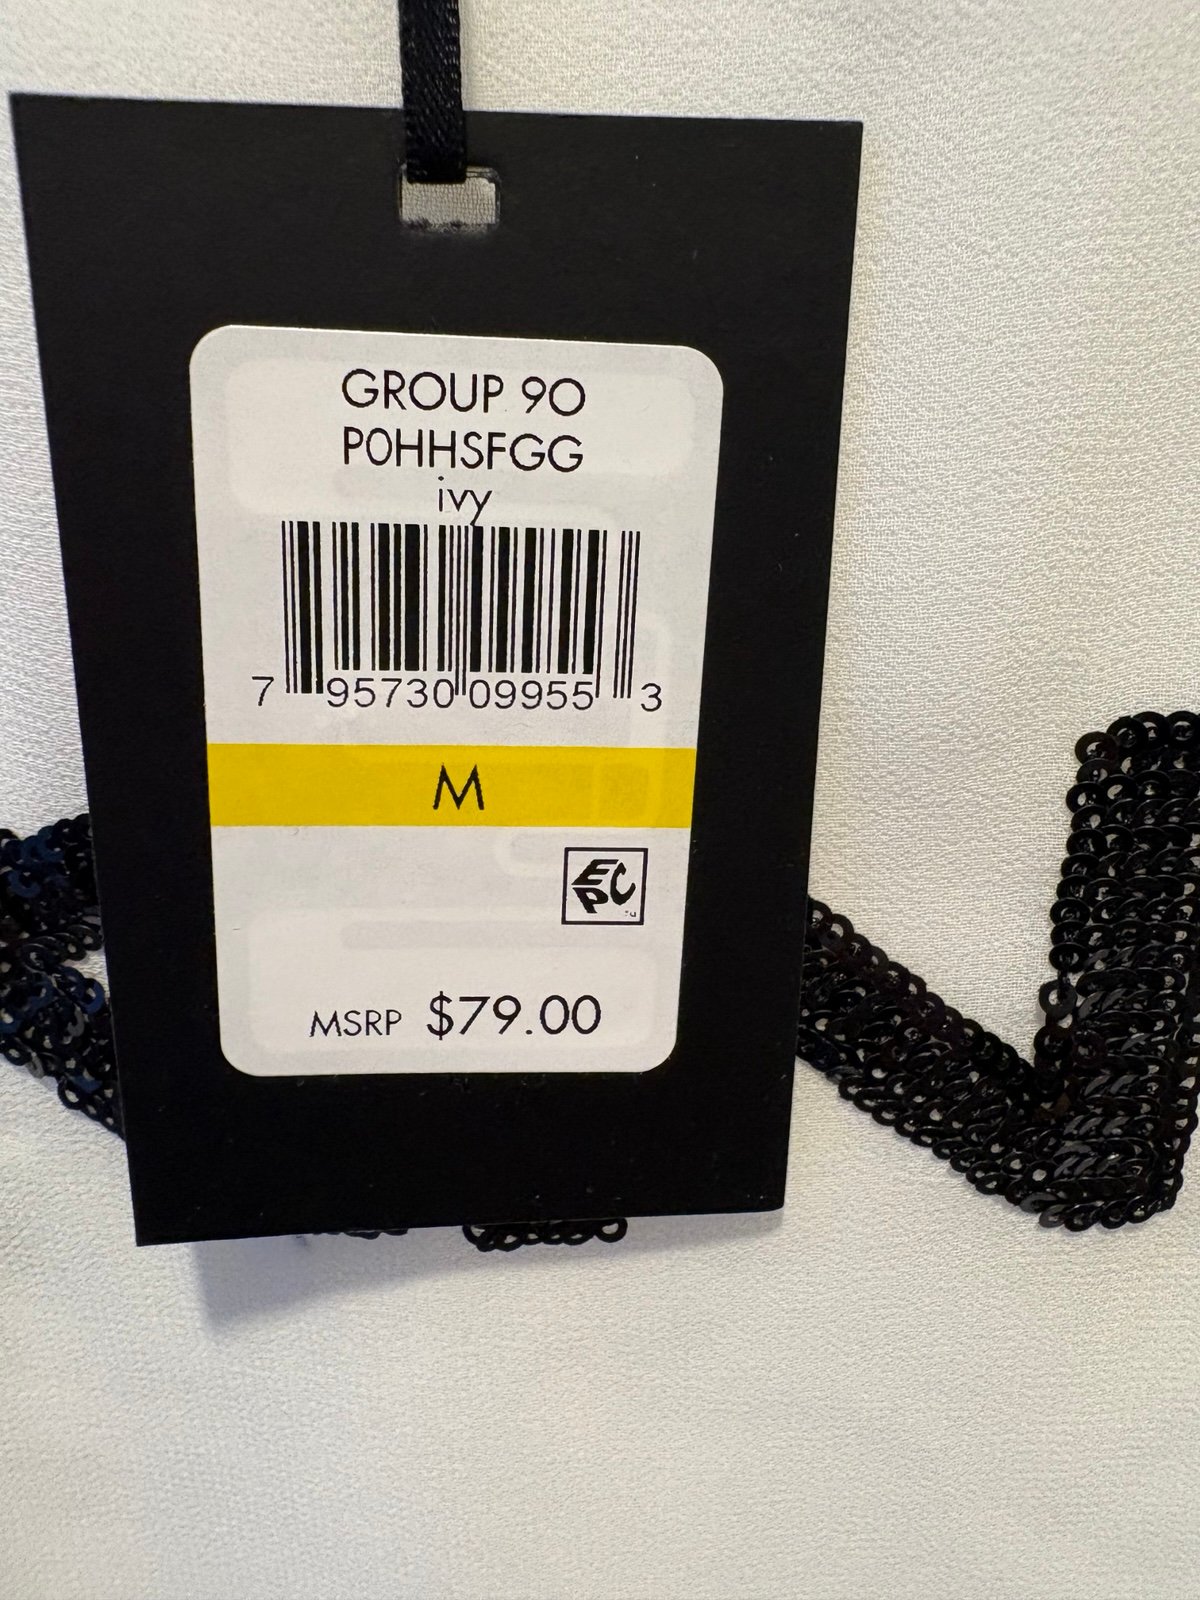 GROUP 90
P0HHSFGG
ivy
7 95730 09955 3
M
EPC
MSRP $79.00